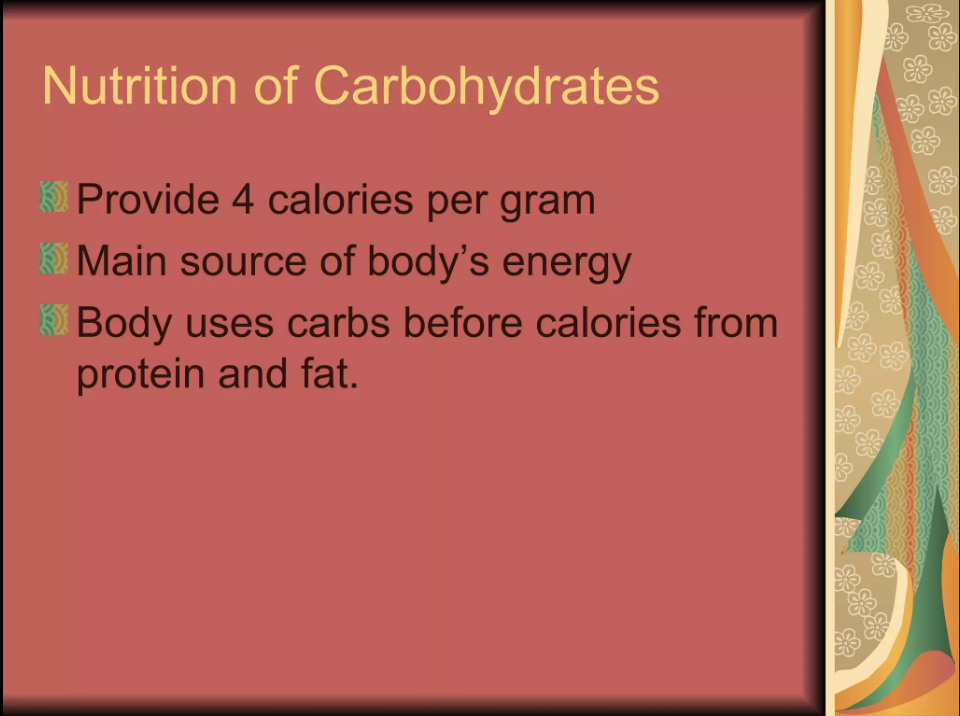 Nutrition of Carbohydrates
Provide 4 calories per gram
Main source of body’s energy
Body uses carbs before calories from
protein and fat.